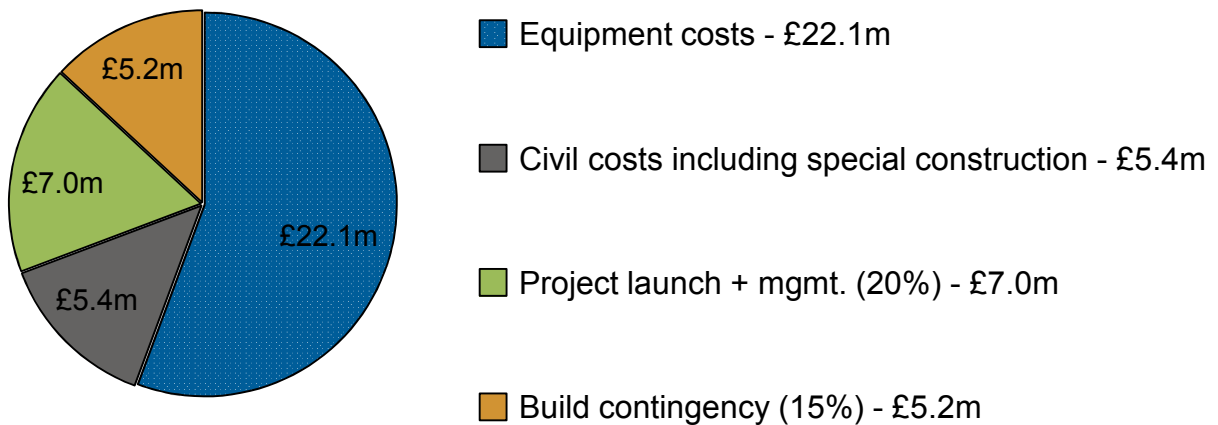 £5.2m
£7.0m
£22.1m
£5.4m
Equipment costs - £22.1m
Civil costs including special construction - £5.4m
Project launch + mgmt. (20%) - £7.0m
Build contingency (15%) - £5.2m